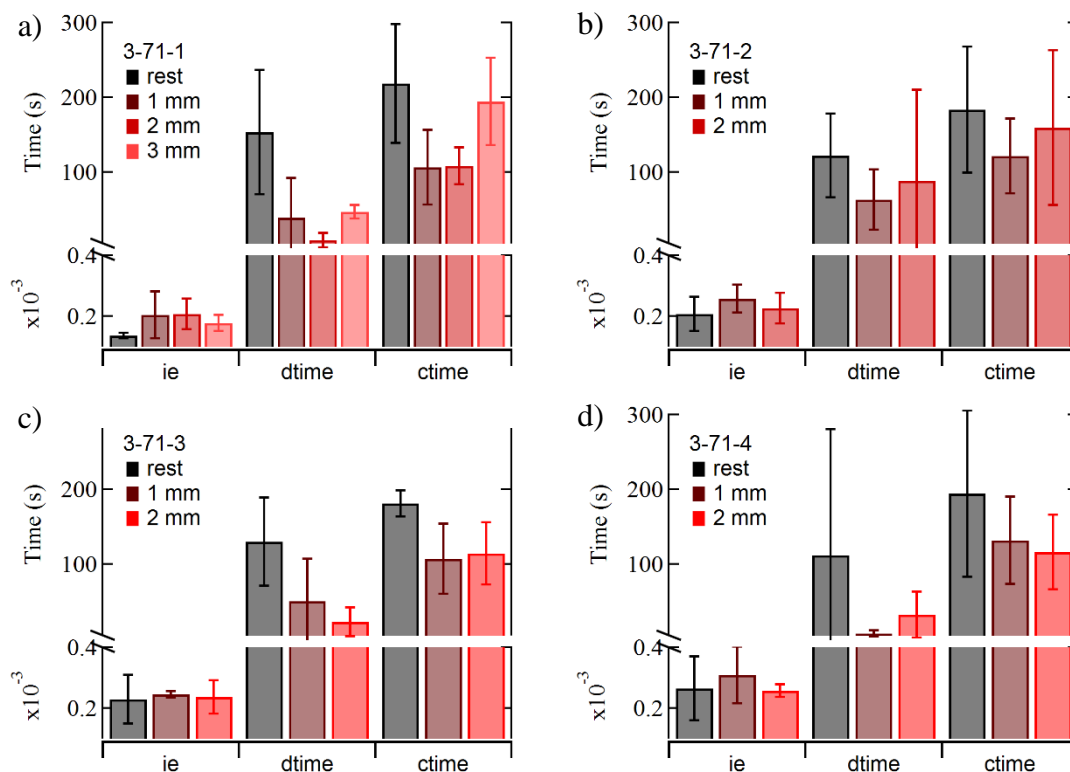 a)
3-71-1
rest
1 mm
2 mm
3 mm
Time (s)
300
200
100
x10⁻³
0.4
0.2
ie dtime ctime
b)
3-71-2
rest
1 mm
2 mm
Time (s)
300
200
100
x10⁻³
0.4
0.2
ie dtime ctime
c)
3-71-3
rest
1 mm
2 mm
Time (s)
200
100
x10⁻³
0.4
0.2
ie dtime ctime
d)
3-71-4
rest
1 mm
2 mm
Time (s)
300
200
100
x10⁻³
0.4
0.2
ie dtime ctime